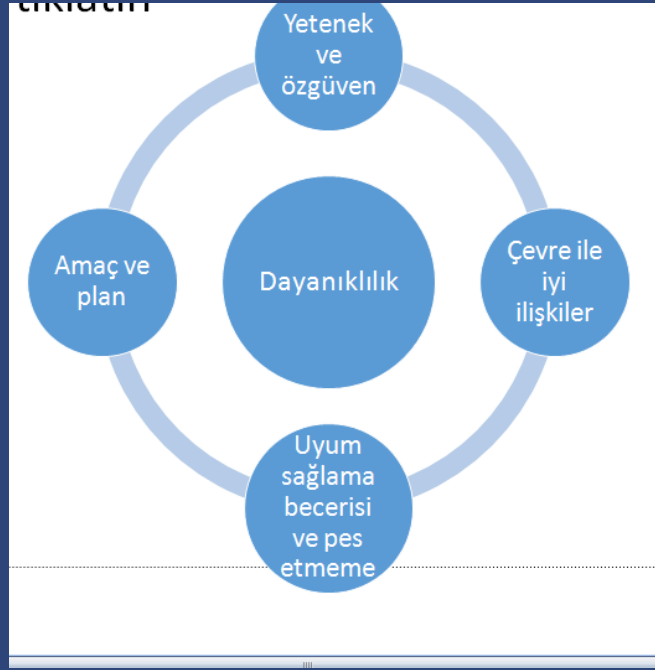 Yetenek
ve
özgüven
Amaç ve
plan
Dayanıklılık
Çevre ile
iyi
ilişkiler
Uyum
sağlama
becerisi
ve pes
etmeme